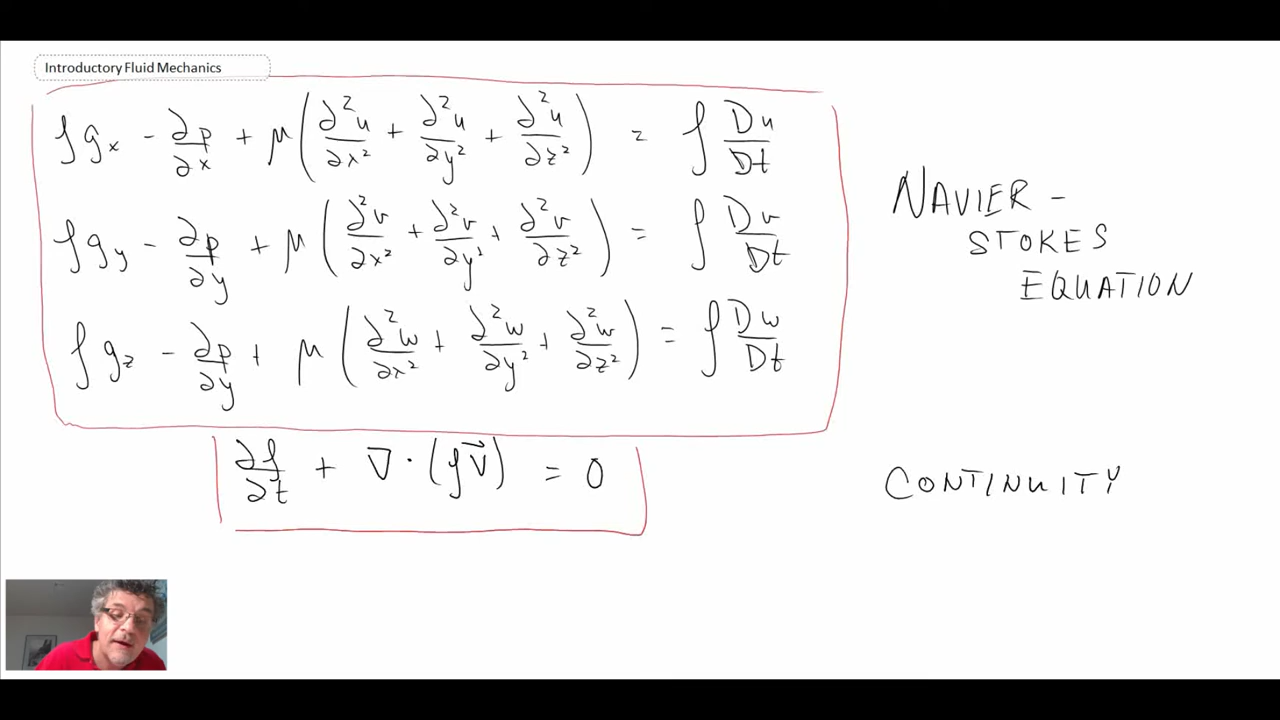 Introductory Fluid Mechanics
ρg_x − ∂p/∂x + μ(∂²u/∂x² + ∂²u/∂y² + ∂²u/∂z²) = ρ Du/Dt
ρg_y − ∂p/∂y + μ(∂²v/∂x² + ∂²v/∂y² + ∂²v/∂z²) = ρ Dv/Dt
ρg_z − ∂p/∂y + μ(∂²w/∂x² + ∂²w/∂y² + ∂²w/∂z²) = ρ Dw/Dt
NAVIER -
STOKES
EQUATION
∂ρ/∂t + ∇·(ρV⃗) = 0
CONTINUITY